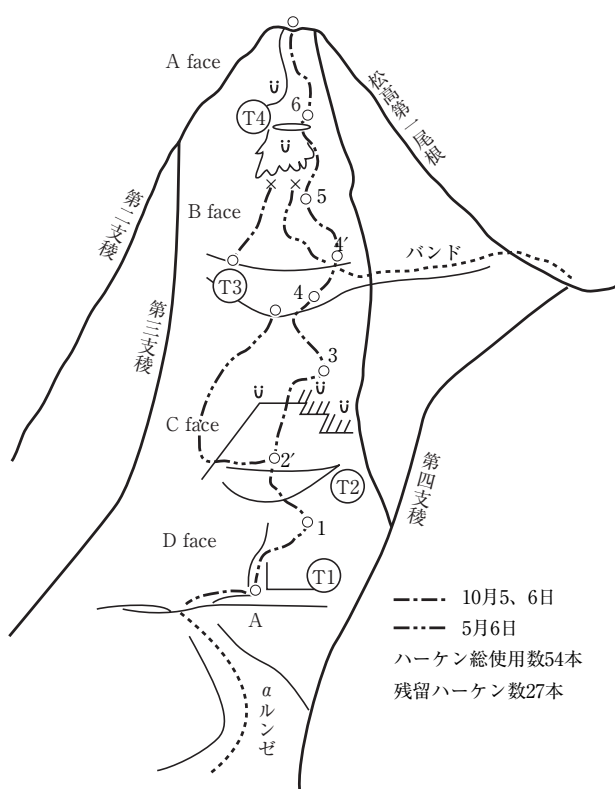 A face
松高第一尾根
6
T4
第二支稜
B face
5
4′
バンド
T3
4
第三支稜
3
C face
2′
T2
第四支稜
1
D face
T1
A
10月5、6日
5月6日
ハーケン総使用数54本
残留ハーケン数27本
αルンゼ